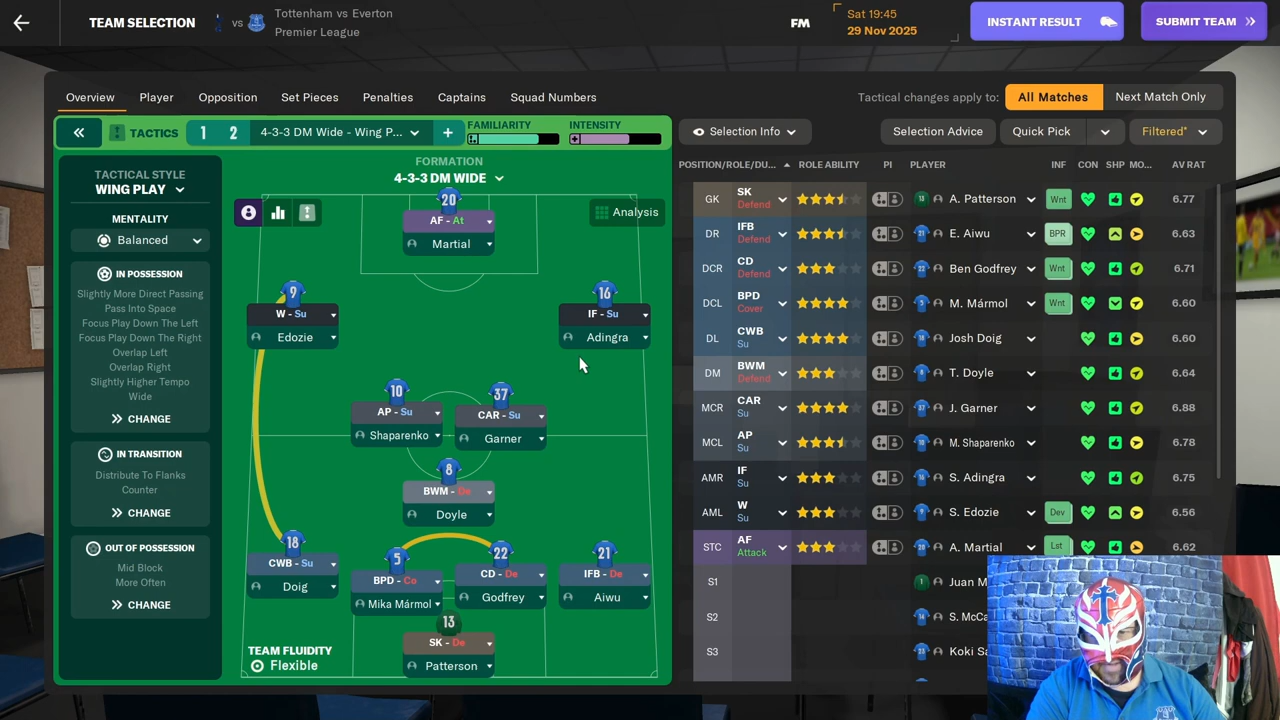 TEAM SELECTION
vs
Tottenham vs Everton
Premier League
FM
Sat 19:45
29 Nov 2025
INSTANT RESULT
SUBMIT TEAM
Overview
Player
Opposition
Set Pieces
Penalties
Captains
Squad Numbers
Tactical changes apply to:
All Matches
Next Match Only
TACTICS
1
2
4-3-3 DM Wide - Wing P...
FAMILIARITY
INTENSITY
Selection Info
Selection Advice
Quick Pick
Filtered*
TACTICAL STYLE
WING PLAY
MENTALITY
Balanced
IN POSSESSION
Slightly More Direct Passing
Pass Into Space
Focus Play Down The Left
Focus Play Down The Right
Overlap Left
Overlap Right
Slightly Higher Tempo
Wide
CHANGE
IN TRANSITION
Distribute To Flanks
Counter
CHANGE
OUT OF POSSESSION
Mid Block
More Often
CHANGE
FORMATION
4-3-3 DM WIDE
Analysis
20
AF - At
Martial
9
W - Su
Edozie
16
IF - Su
Adingra
10
AP - Su
Shaparenko
37
CAR - Su
Garner
8
BWM - De
Doyle
18
CWB - Su
Doig
5
BPD - Co
Mika Mármol
22
CD - De
Godfrey
21
IFB - De
Aiwu
13
SK - De
Patterson
TEAM FLUIDITY
Flexible
POSITION/ROLE/DU... ROLE ABILITY PI PLAYER INF CON SHP MO... AV RAT
GK SK Defend A. Patterson Wnt 6.77
DR IFB Defend E. Aiwu BPR 6.63
DCR CD Defend Ben Godfrey Wnt 6.71
DCL BPD Cover M. Mármol Wnt 6.60
DL CWB Su Josh Doig 6.60
DM BWM Defend T. Doyle 6.64
MCR CAR Su J. Garner 6.88
MCL AP Su M. Shaparenko 6.78
AMR IF Su S. Adingra 6.75
AML W Su S. Edozie Dev 6.56
STC AF Attack A. Martial Lst 6.62
S1 Juan M
S2 S. McCa
S3 Koki Sa